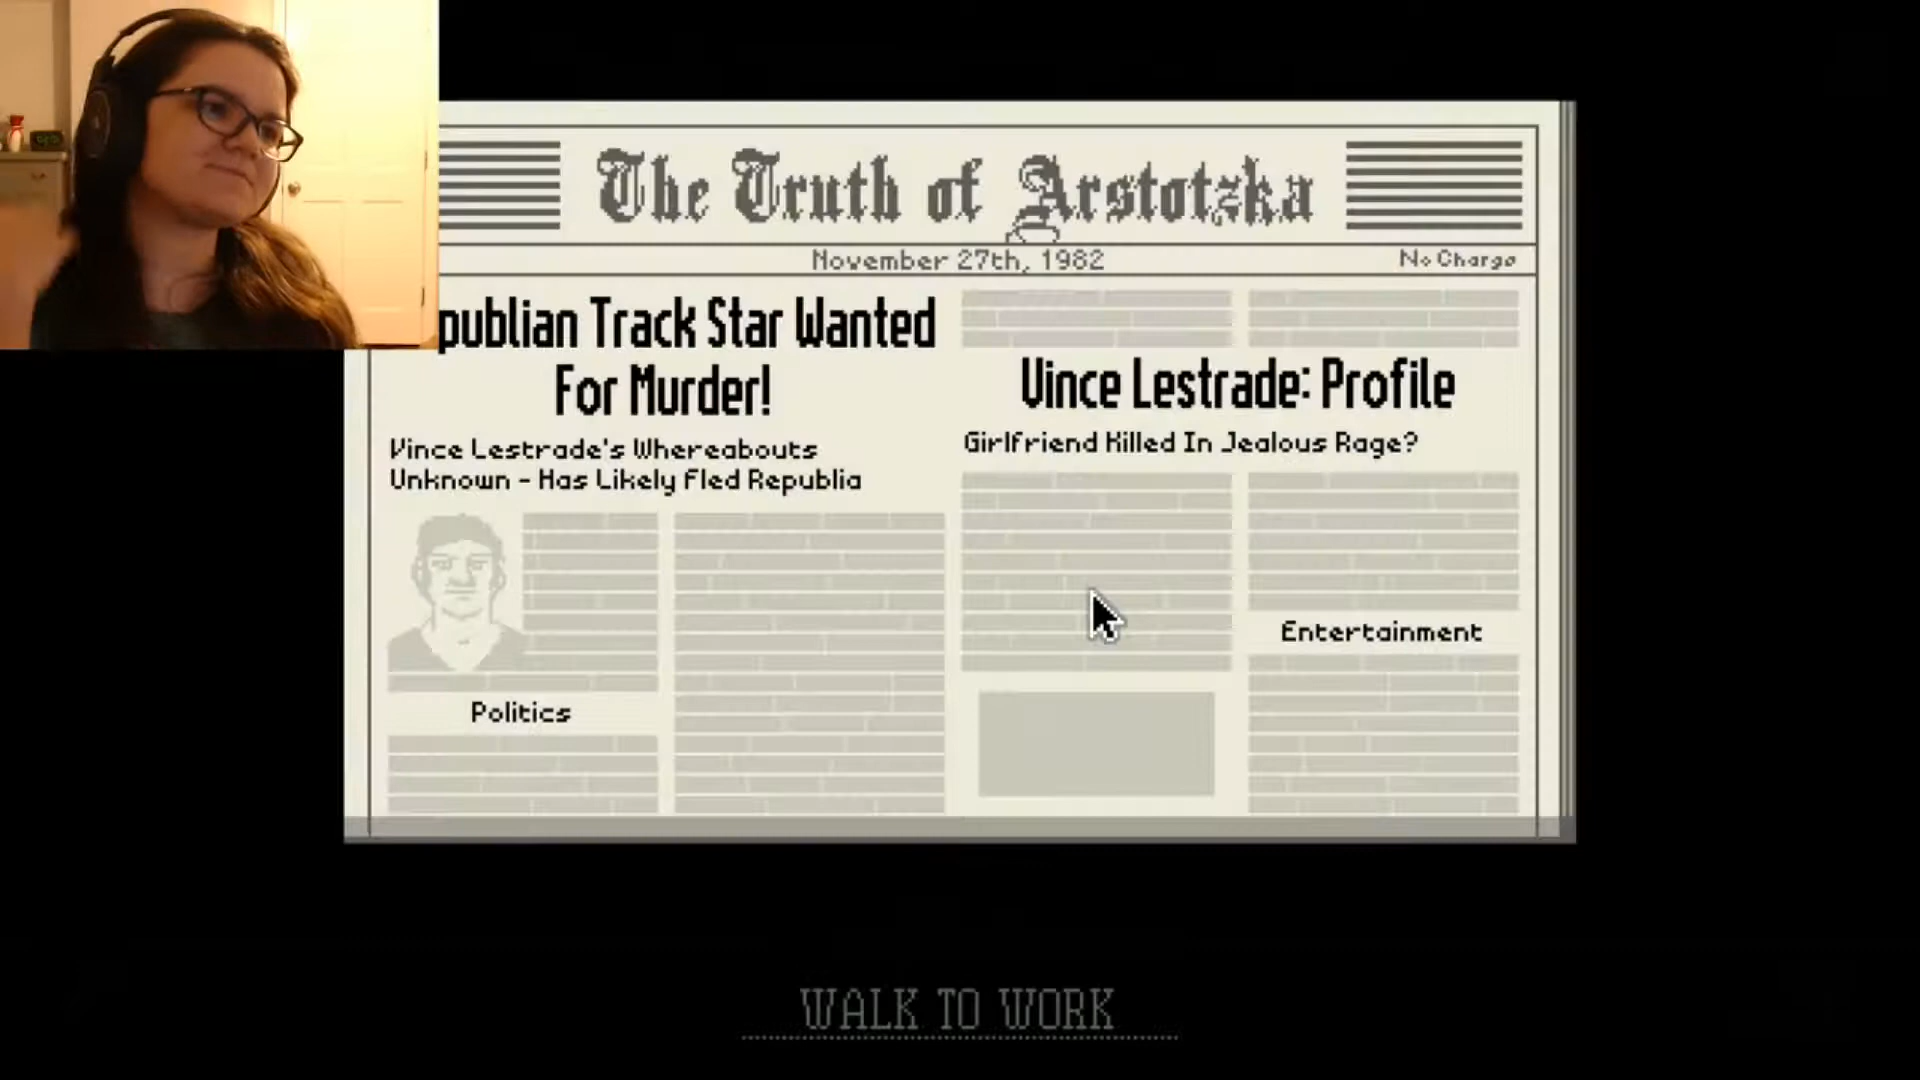 The Truth of Arstotzka
November 27th, 1982
No Charge
publian Track Star Wanted
For Murder!
Vince Lestrade's Whereabouts
Unknown - Has Likely Fled Republia
Politics
Vince Lestrade: Profile
Girlfriend Killed In Jealous Rage?
Entertainment
WALK TO WORK